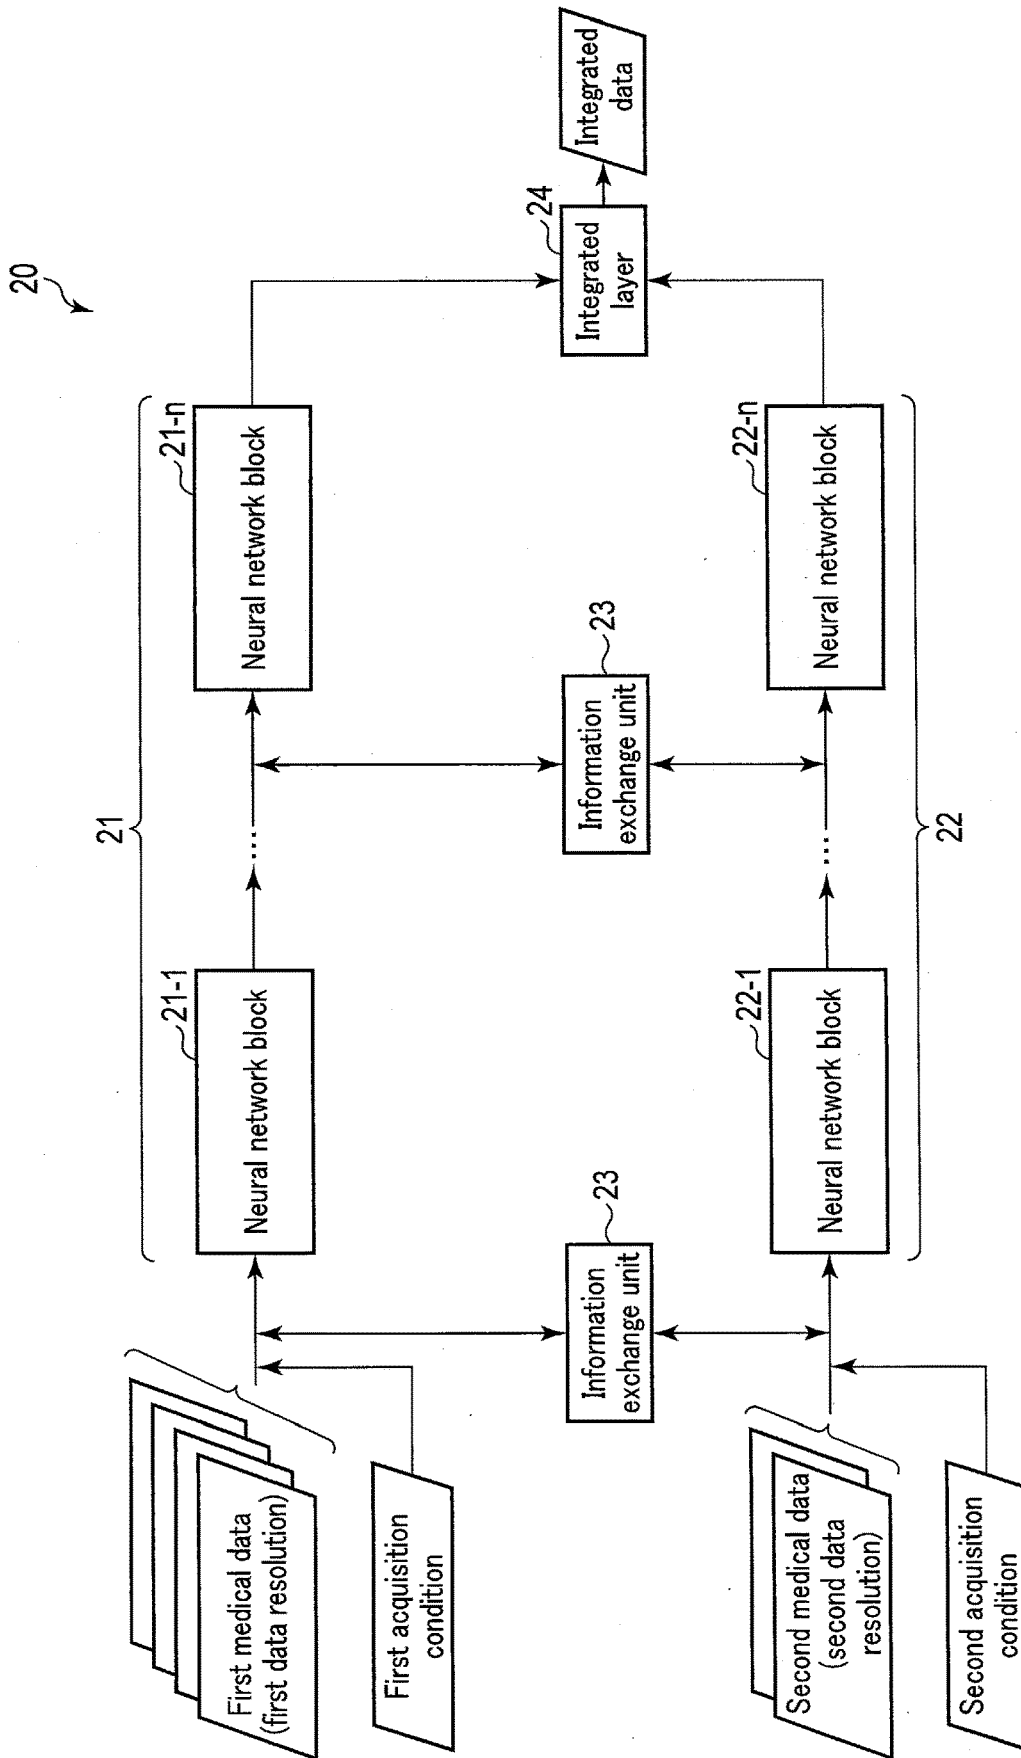 20
21
21-1
Neural network block
...
21-n
Neural network block
First medical data
(first data resolution)
First acquisition
condition
23
Information
exchange unit
23
Information
exchange unit
24
Integrated
layer
Integrated
data
Second medical data
(second data
resolution)
Second acquisition
condition
22-1
Neural network block
...
22-n
Neural network block
22